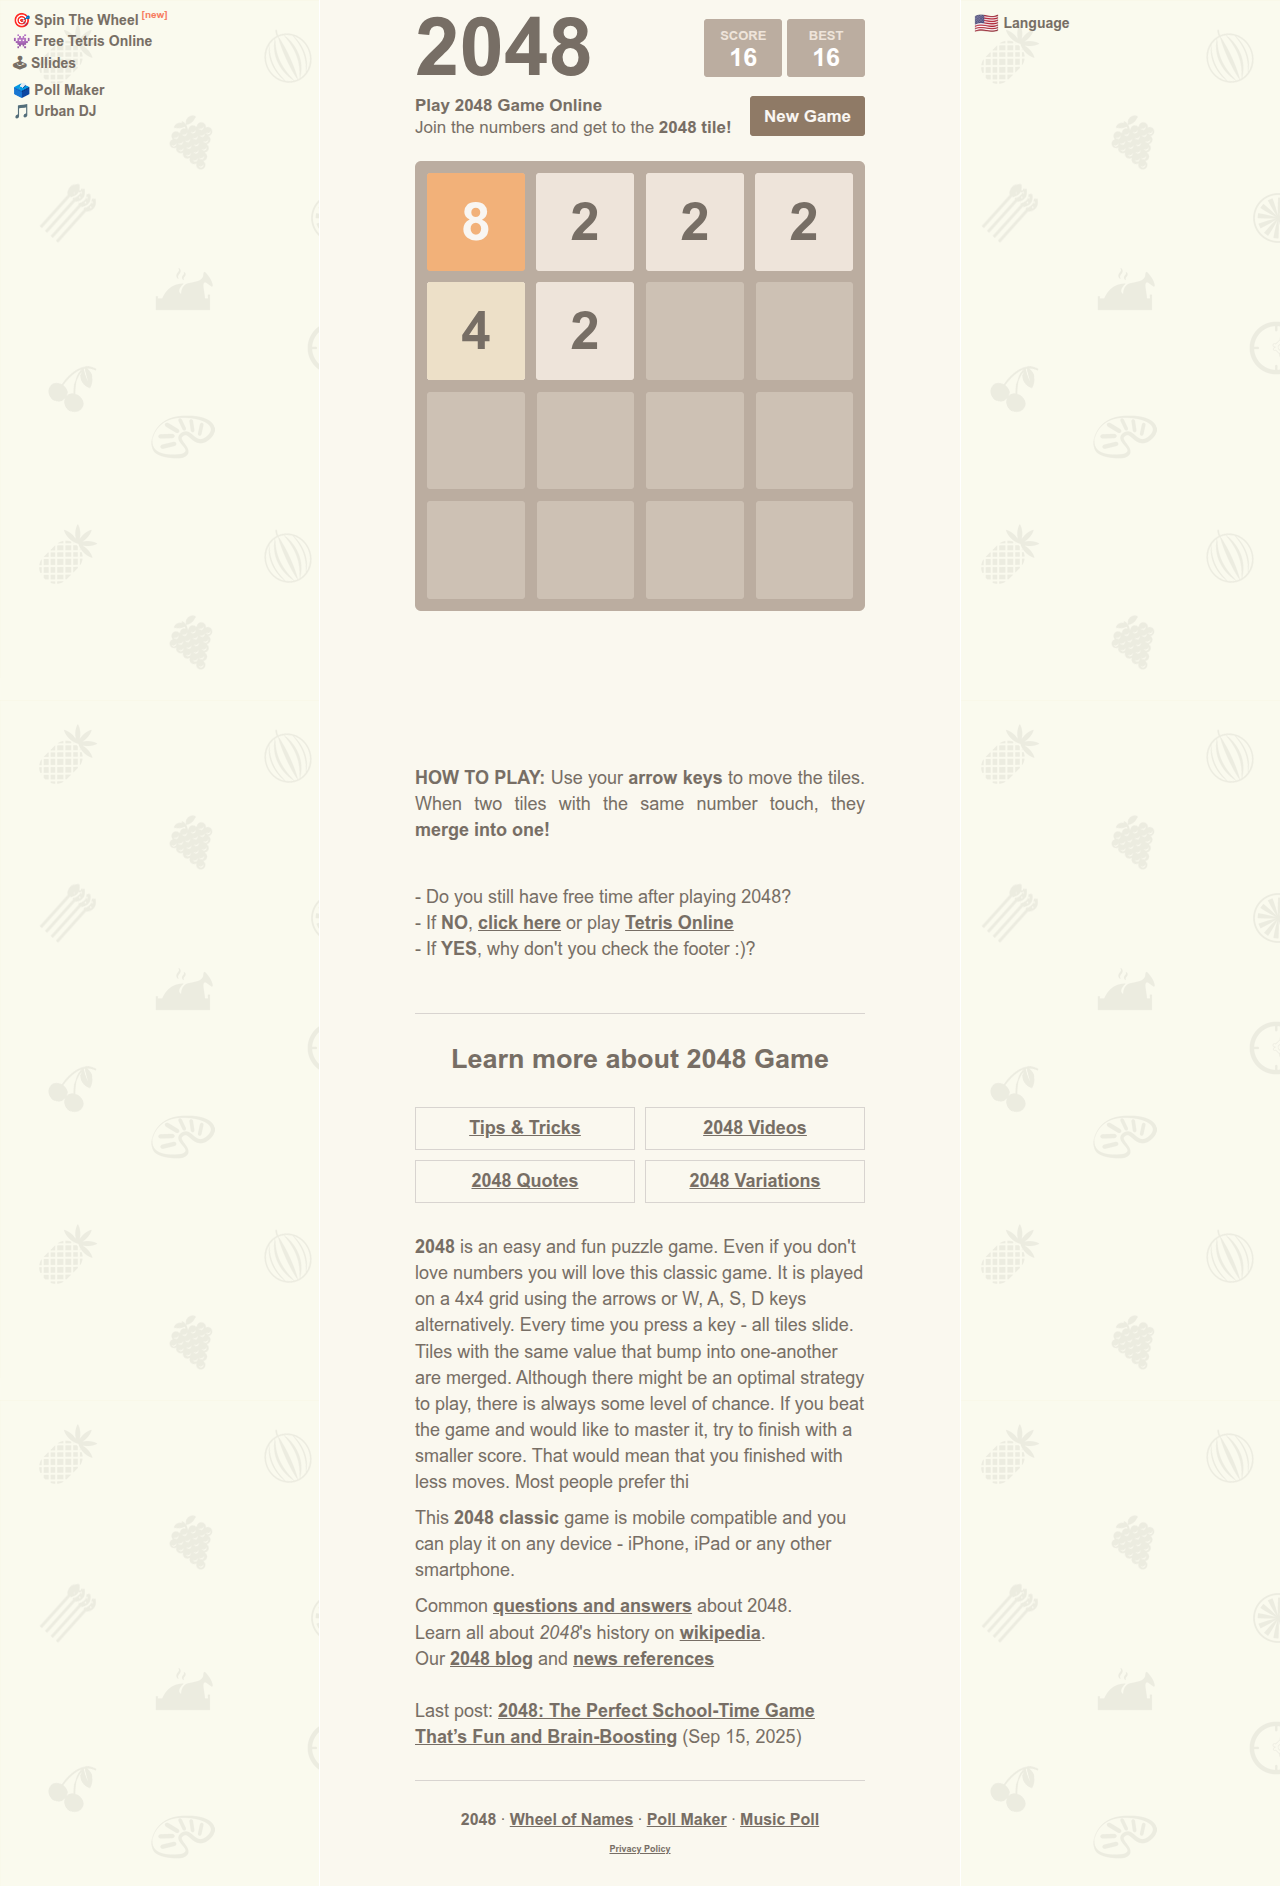 🎯 Spin The Wheel [new]
👾 Free Tetris Online
🕹 Sllides
🗳 Poll Maker
🎵 Urban DJ
2048
SCORE
16
BEST
16
Play 2048 Game Online
Join the numbers and get to the 2048 tile!
New Game
8 2 2 2
4 2
HOW TO PLAY: Use your arrow keys to move the tiles.
When two tiles with the same number touch, they
merge into one!
- Do you still have free time after playing 2048?
- If NO, click here or play Tetris Online
- If YES, why don't you check the footer :)?
Learn more about 2048 Game
Tips & Tricks
2048 Videos
2048 Quotes
2048 Variations
2048 is an easy and fun puzzle game. Even if you don't
love numbers you will love this classic game. It is played
on a 4x4 grid using the arrows or W, A, S, D keys
alternatively. Every time you press a key - all tiles slide.
Tiles with the same value that bump into one-another
are merged. Although there might be an optimal strategy
to play, there is always some level of chance. If you beat
the game and would like to master it, try to finish with a
smaller score. That would mean that you finished with
less moves. Most people prefer thi
This 2048 classic game is mobile compatible and you
can play it on any device - iPhone, iPad or any other
smartphone.
Common questions and answers about 2048.
Learn all about 2048's history on wikipedia.
Our 2048 blog and news references
Last post: 2048: The Perfect School-Time Game
That’s Fun and Brain-Boosting (Sep 15, 2025)
2048 · Wheel of Names · Poll Maker · Music Poll
Privacy Policy
🇺🇸 Language